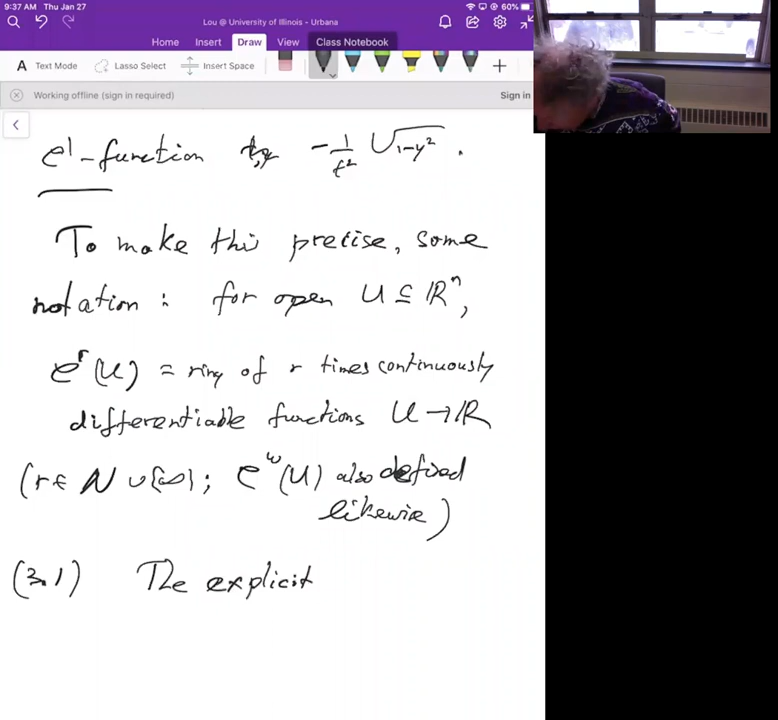 9:37 AM Thu Jan 27
60%
Lou @ University of Illinois - Urbana
Home Insert Draw View Class Notebook
A Text Mode Lasso Select Insert Space
Working offline (sign in required) Sign in
C¹-function −1/t² √1−y² .
To make this precise, some
notation : for open U ⊆ ℝⁿ,
Cʳ(U) = ring of r times continuously
differentiable functions U → ℝ
(r ∈ ℕ ∪ {∞}; C^ω(U) also defined
likewise)
(3.1) The explicit